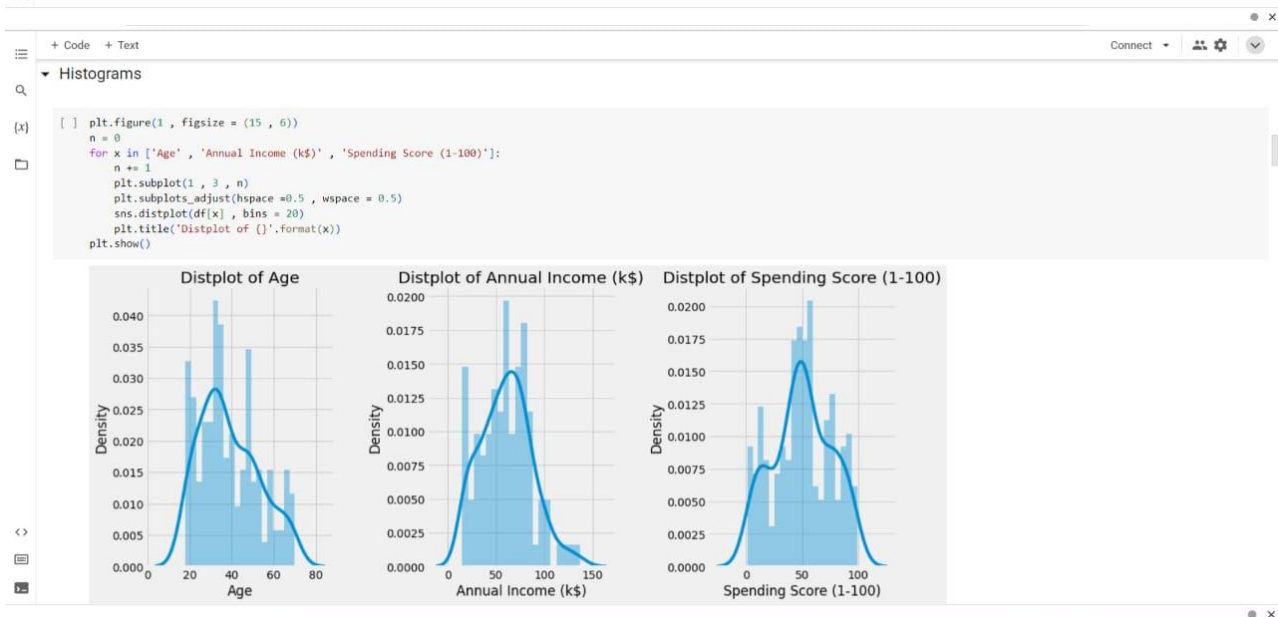 + Code + Text
Connect
Histograms
{x}
[ ] plt.figure(1 , figsize = (15 , 6))
n = 0
for x in ['Age' , 'Annual Income (k$)' , 'Spending Score (1-100)']:
n += 1
plt.subplot(1 , 3 , n)
plt.subplots_adjust(hspace =0.5 , wspace = 0.5)
sns.distplot(df[x] , bins = 20)
plt.title('Distplot of {}'.format(x))
plt.show()
Distplot of Age
0.040
0.035
0.030
0.025
0.020
0.015
0.010
0.005
0.000
Density
0 20 40 60 80
Age
Distplot of Annual Income (k$)
0.0200
0.0175
0.0150
0.0125
0.0100
0.0075
0.0050
0.0025
0.0000
Density
0 50 100 150
Annual Income (k$)
Distplot of Spending Score (1-100)
0.0200
0.0175
0.0150
0.0125
0.0100
0.0075
0.0050
0.0025
0.0000
Density
0 50 100
Spending Score (1-100)